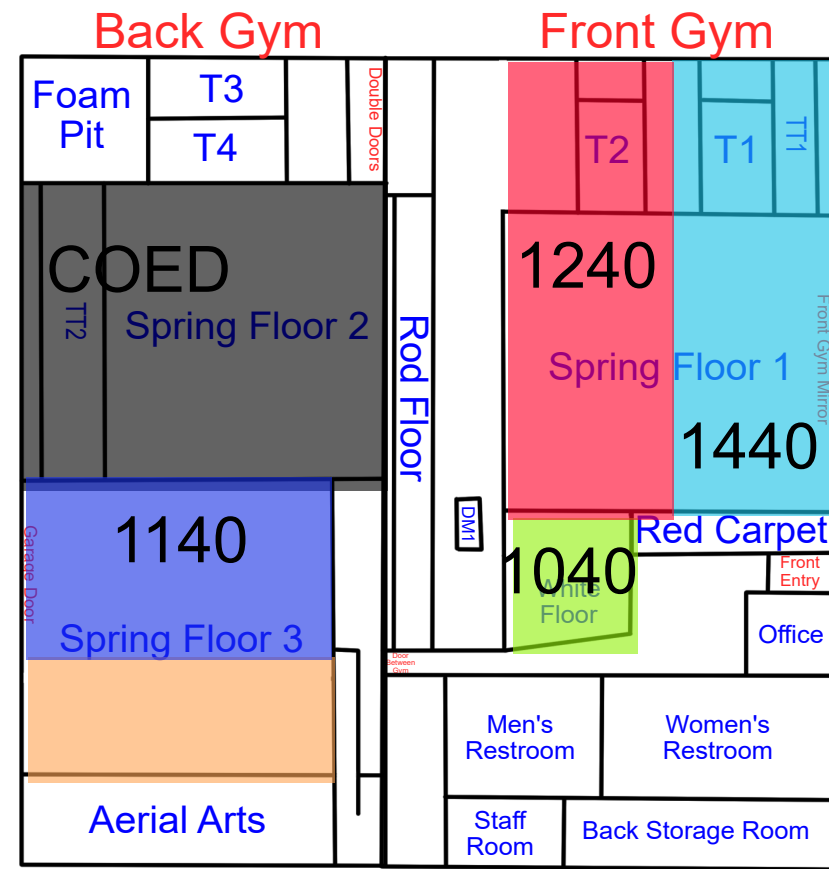 Back Gym
Front Gym
Foam
Pit
T3
T4
Double Doors
T2
T1
TT1
COED
TT2
Spring Floor 2
Rod Floor
1240
Spring Floor 1
Front Gym Mirror
1440
1140
Garage Door
Spring Floor 3
DM1
1040
White
Floor
Red Carpet
Front
Entry
Office
Door
Between
Gym
Men's
Restroom
Women's
Restroom
Aerial Arts
Staff
Room
Back Storage Room